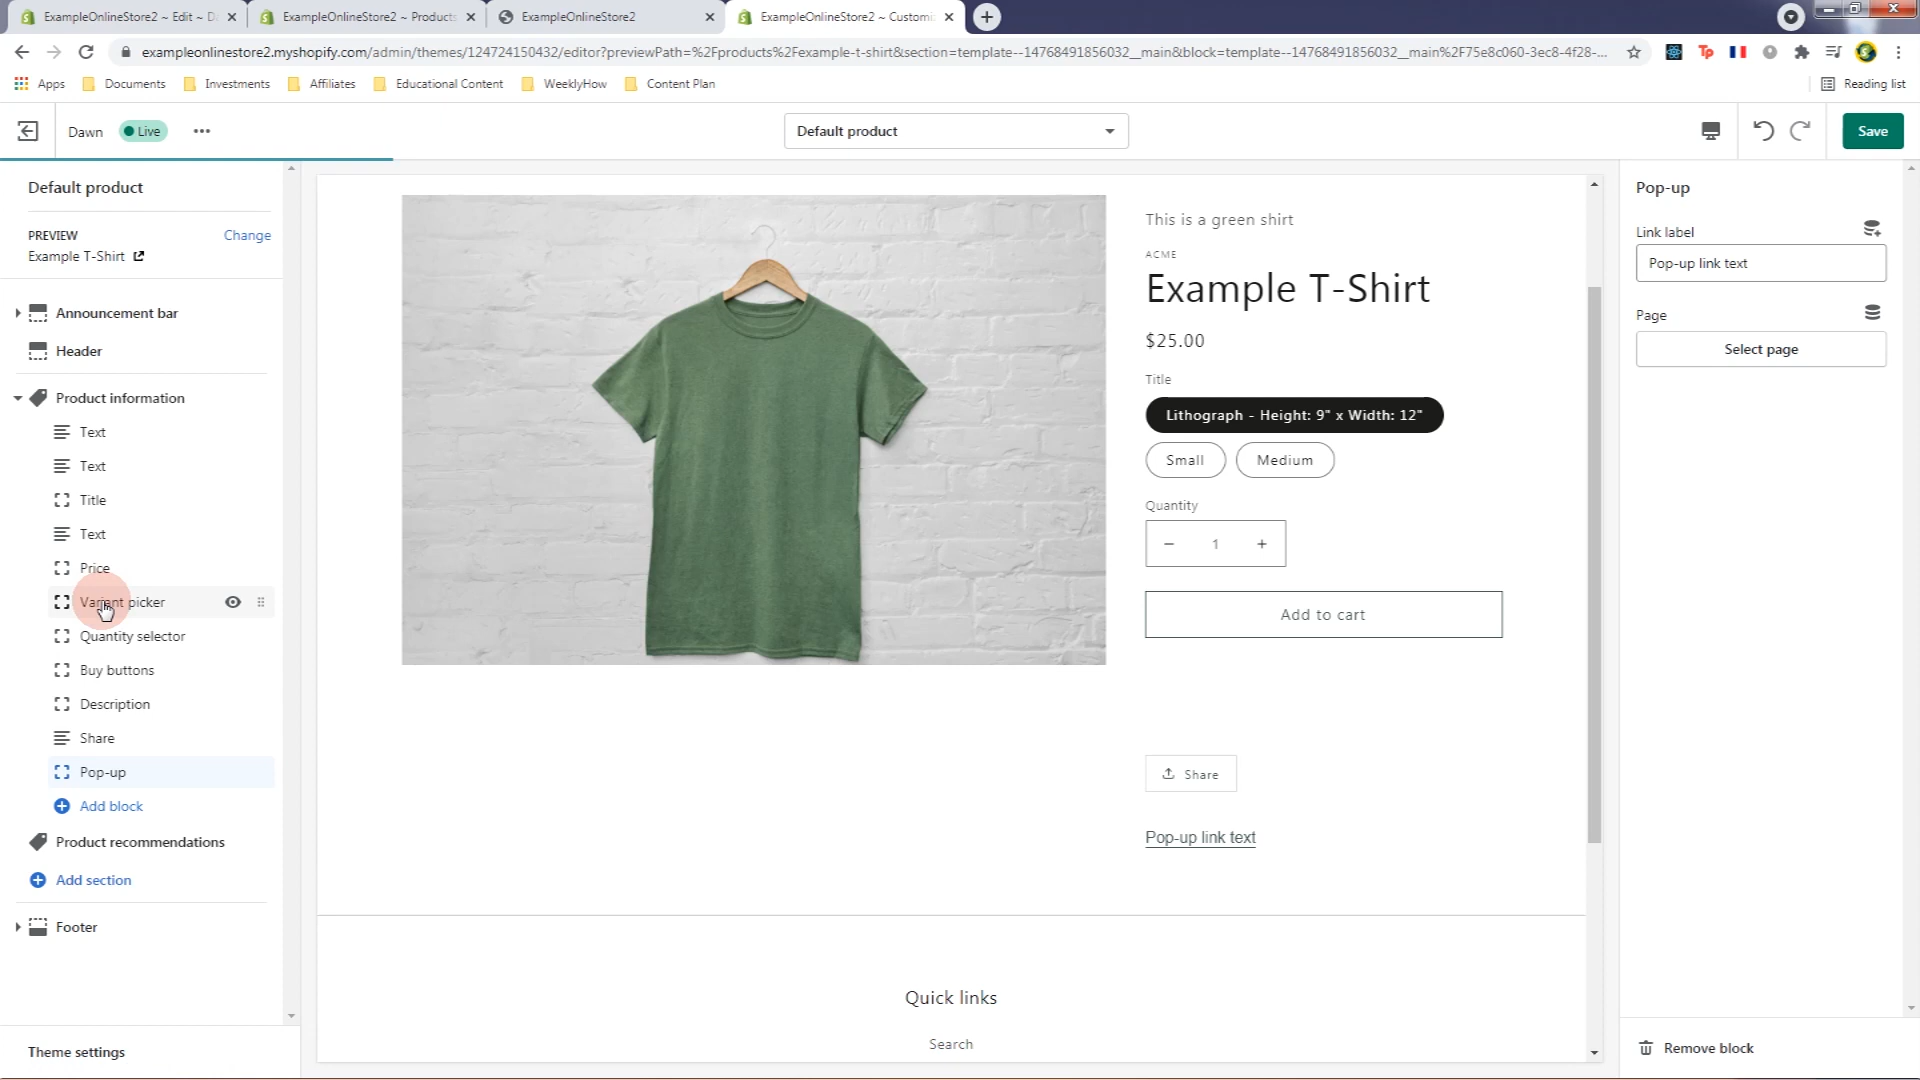 ExampleOnlineStore2 ~ Edit ~ D
ExampleOnlineStore2 ~ Products
ExampleOnlineStore2
ExampleOnlineStore2 ~ Customi
exampleonlinestore2.myshopify.com/admin/themes/124724150432/editor?previewPath=%2Fproducts%2Fexample-t-shirt&section=template--14768491856032__main&block=template--14768491856032__main%2F75e8c060-3ec8-4f28-...
Tp
Apps
Documents
Investments
Affiliates
Educational Content
WeeklyHow
Content Plan
Reading list
Dawn
Live
Default product
Save
Default product
PREVIEW
Change
Example T-Shirt
Announcement bar
Header
Product information
Text
Text
Title
Text
Price
Variant picker
Quantity selector
Buy buttons
Description
Share
Pop-up
Add block
Product recommendations
Add section
Footer
Theme settings
This is a green shirt
ACME
Example T-Shirt
$25.00
Title
Lithograph - Height: 9" x Width: 12"
Small
Medium
Quantity
− 1 +
Add to cart
Share
Pop-up link text
Quick links
Search
Pop-up
Link label
Pop-up link text
Page
Select page
Remove block